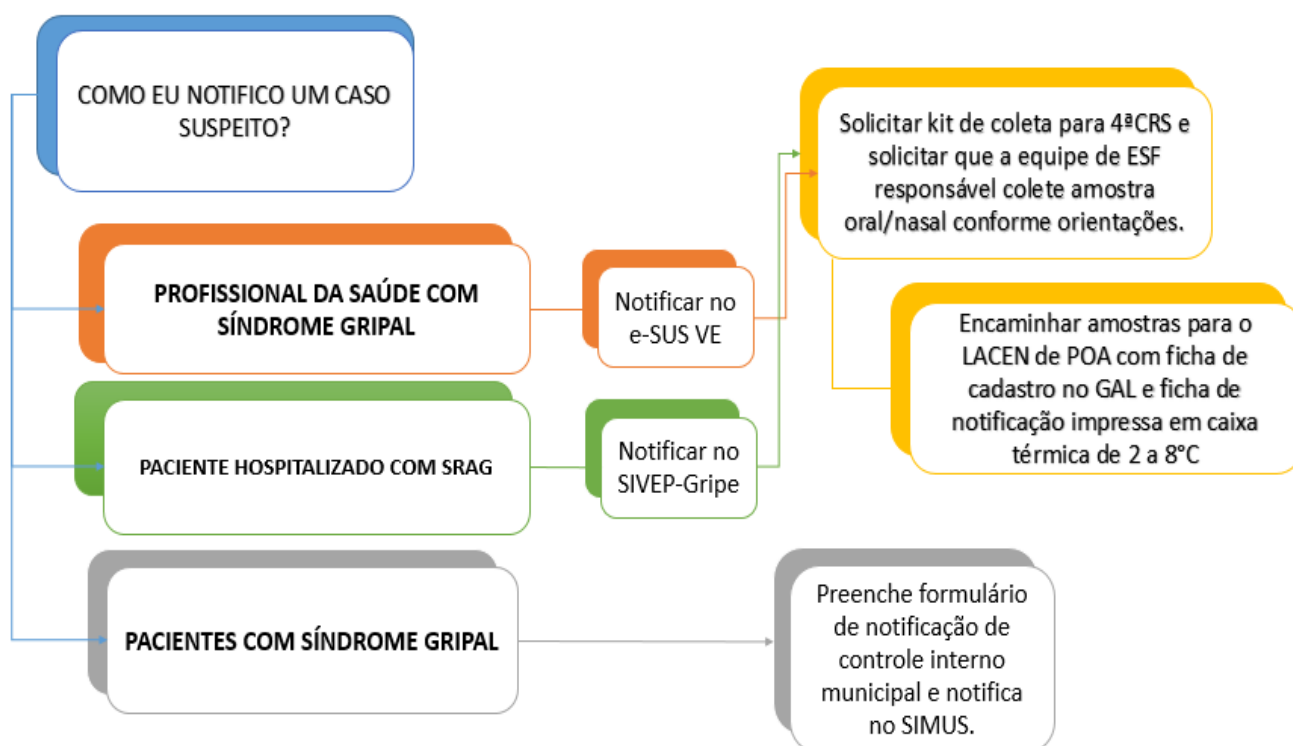 COMO EU NOTIFICO UM CASO
SUSPEITO?
PROFISSIONAL DA SAÚDE COM
SÍNDROME GRIPAL
Notificar no
e-SUS VE
Solicitar kit de coleta para 4ªCRS e
solicitar que a equipe de ESF
responsável colete amostra
oral/nasal conforme orientações.
Encaminhar amostras para o
LACEN de POA com ficha de
cadastro no GAL e ficha de
notificação impressa em caixa
térmica de 2 a 8°C
PACIENTE HOSPITALIZADO COM SRAG
Notificar no
SIVEP-Gripe
PACIENTES COM SÍNDROME GRIPAL
Preenche formulário
de notificação de
controle interno
municipal e notifica
no SIMUS.